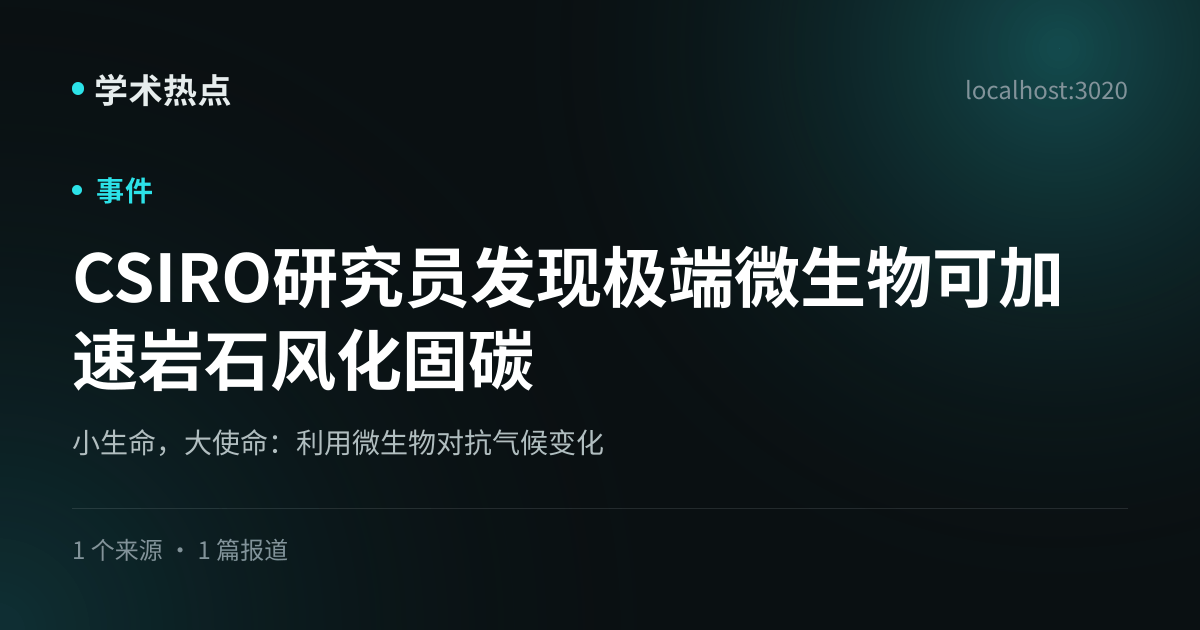 学术热点
localhost:3020
事件
CSIRO研究员发现极端微生物可加
速岩石风化固碳
小生命，大使命：利用微生物对抗气候变化
1 个来源 · 1 篇报道